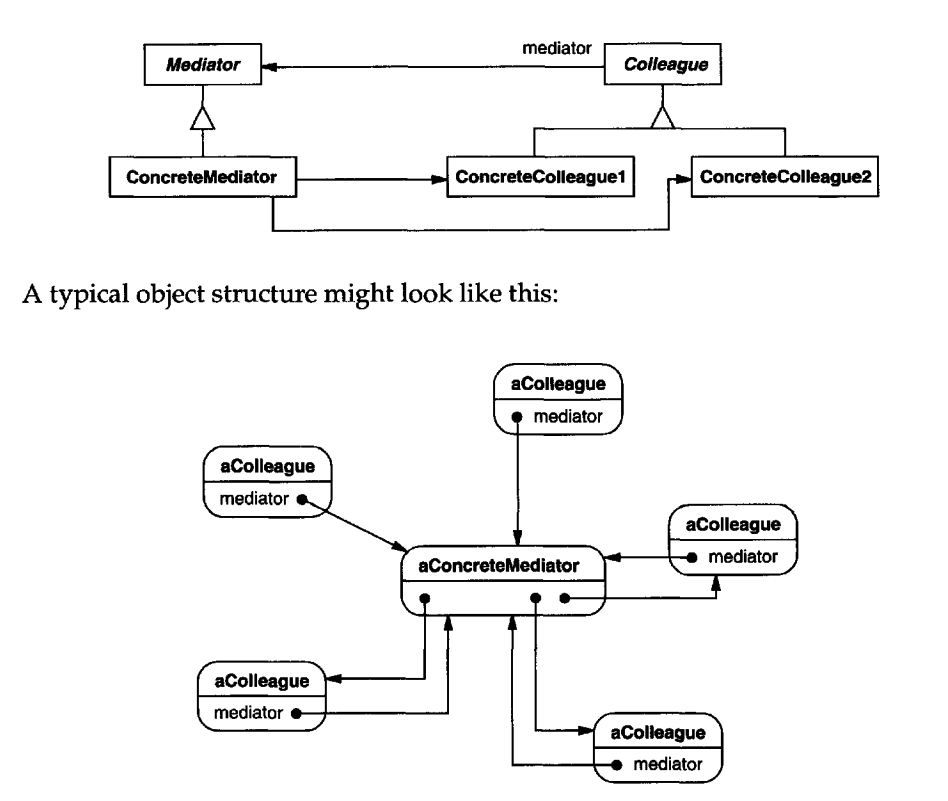 mediator
Mediator
Colleague
ConcreteMediator
ConcreteColleague1
ConcreteColleague2
A typical object structure might look like this:
aColleague
mediator
aColleague
mediator
aColleague
mediator
aConcreteMediator
aColleague
mediator
aColleague
mediator